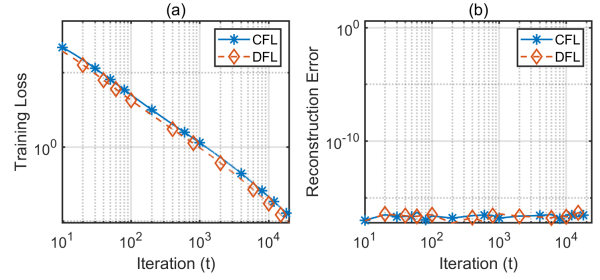 (a)
CFL
DFL
Training Loss
10^0
10^1 10^2 10^3 10^4
Iteration (t)
(b)
CFL
DFL
Reconstruction Error
10^0
10^-10
10^1 10^2 10^3 10^4
Iteration (t)